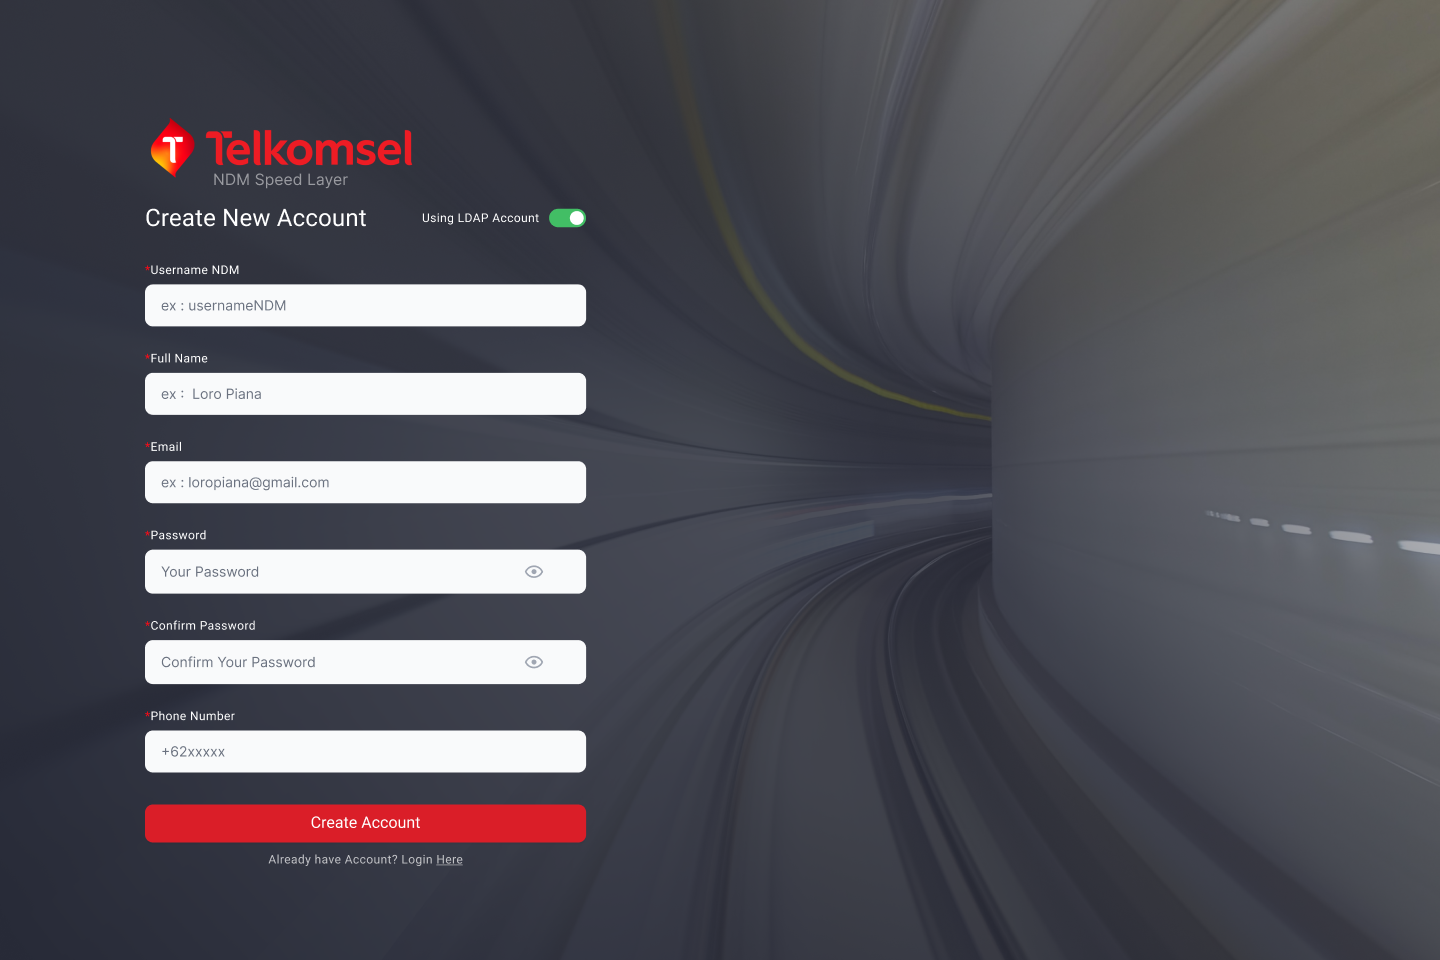 Telkomsel
NDM Speed Layer
Create New Account
Using LDAP Account
*Username NDM
ex : usernameNDM
*Full Name
ex :  Loro Piana
*Email
ex : loropiana@gmail.com
*Password
Your Password
*Confirm Password
Confirm Your Password
*Phone Number
+62xxxxx
Create Account
Already have Account? Login Here